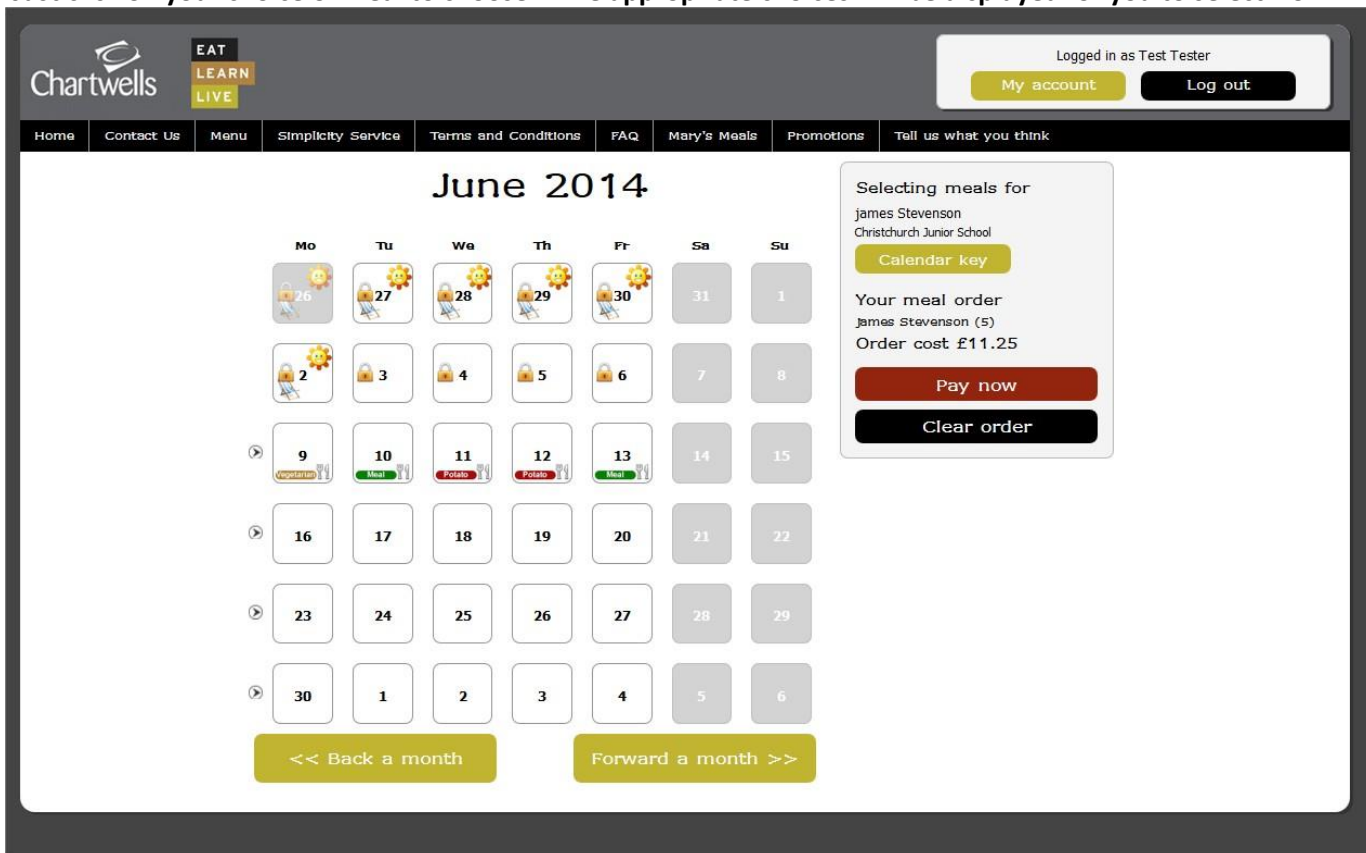 Chartwells
EAT
LEARN
LIVE
Logged in as Test Tester
My account Log out
Home Contact Us Menu Simplicity Service Terms and Conditions FAQ Mary's Meals Promotions Tell us what you think
June 2014
Mo Tu We Th Fr Sa Su
26 27 28 29 30 31 1
2 3 4 5 6 7 8
9 10 11 12 13 14 15
Vegetarian Meal Potato Potato Meal
16 17 18 19 20 21 22
23 24 25 26 27 28 29
30 1 2 3 4 5 6
<< Back a month Forward a month >>
Selecting meals for
james Stevenson
Christchurch Junior School
Calendar key
Your meal order
James Stevenson (5)
Order cost £11.25
Pay now
Clear order